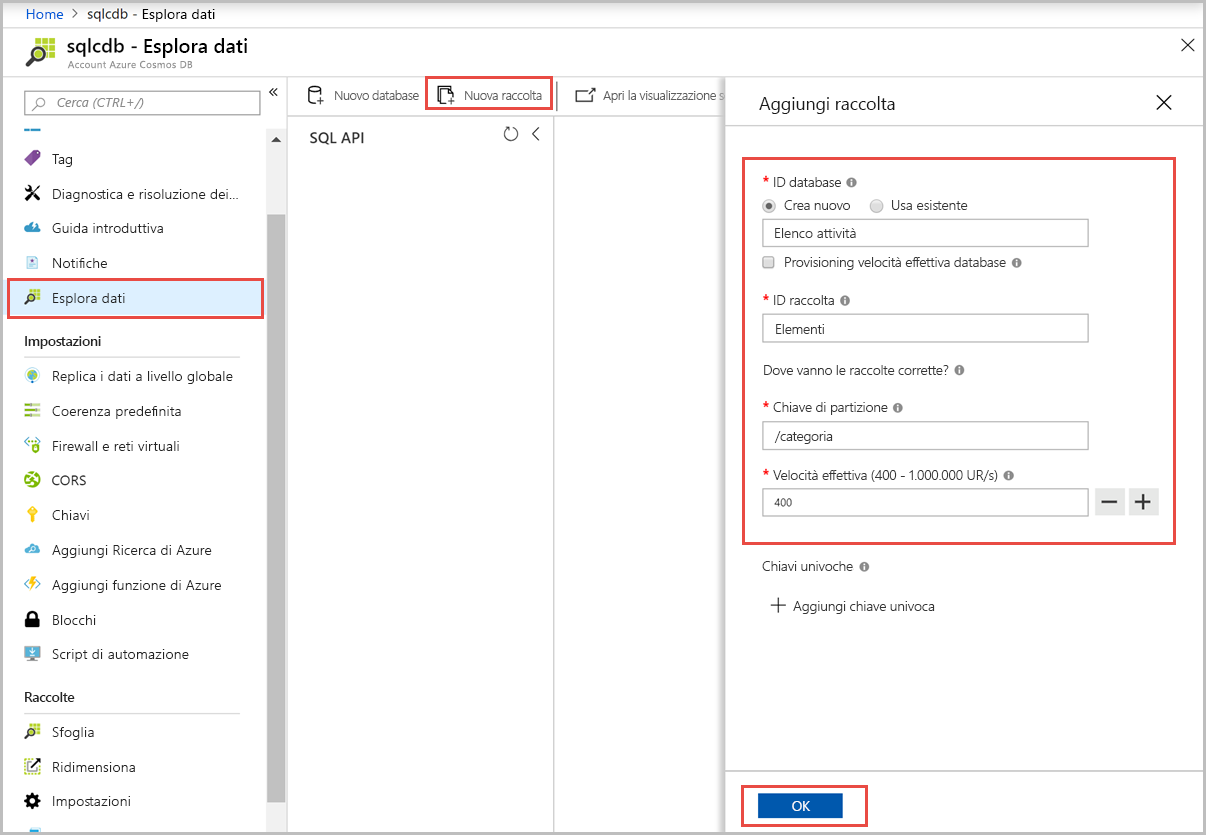 Home > sqlcdb - Esplora dati
sqlcdb - Esplora dati
Account Azure Cosmos DB
Cerca (CTRL+/)
Tag
Diagnostica e risoluzione dei...
Guida introduttiva
Notifiche
Esplora dati
Impostazioni
Replica i dati a livello globale
Coerenza predefinita
Firewall e reti virtuali
CORS
Chiavi
Aggiungi Ricerca di Azure
Aggiungi funzione di Azure
Blocchi
Script di automazione
Raccolte
Sfoglia
Ridimensiona
Impostazioni
Nuovo database
Nuova raccolta
Apri la visualizzazione s
SQL API
Aggiungi raccolta
* ID database
Crea nuovo
Usa esistente
Elenco attività
Provisioning velocità effettiva database
* ID raccolta
Elementi
Dove vanno le raccolte corrette?
* Chiave di partizione
/categoria
* Velocità effettiva (400 - 1.000.000 UR/s)
400
Chiavi univoche
Aggiungi chiave univoca
OK